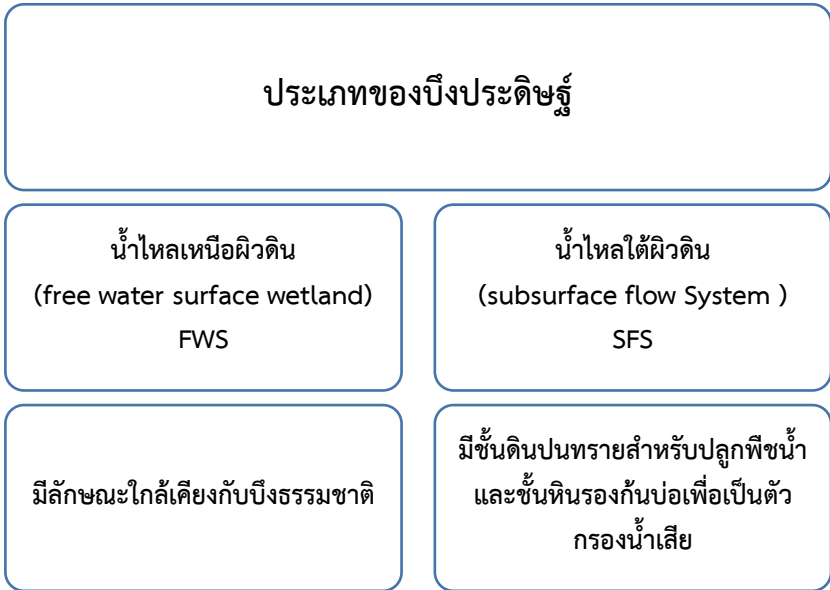 ประเภทของบึงประดิษฐ์
น้ำไหลเหนือผิวดิน
(free water surface wetland)
FWS
น้ำไหลใต้ผิวดิน
(subsurface flow System )
SFS
มีลักษณะใกล้เคียงกับบึงธรรมชาติ
มีชั้นดินปนทรายสำหรับปลูกพืชน้ำ
และชั้นหินรองก้นบ่อเพื่อเป็นตัว
กรองน้ำเสีย